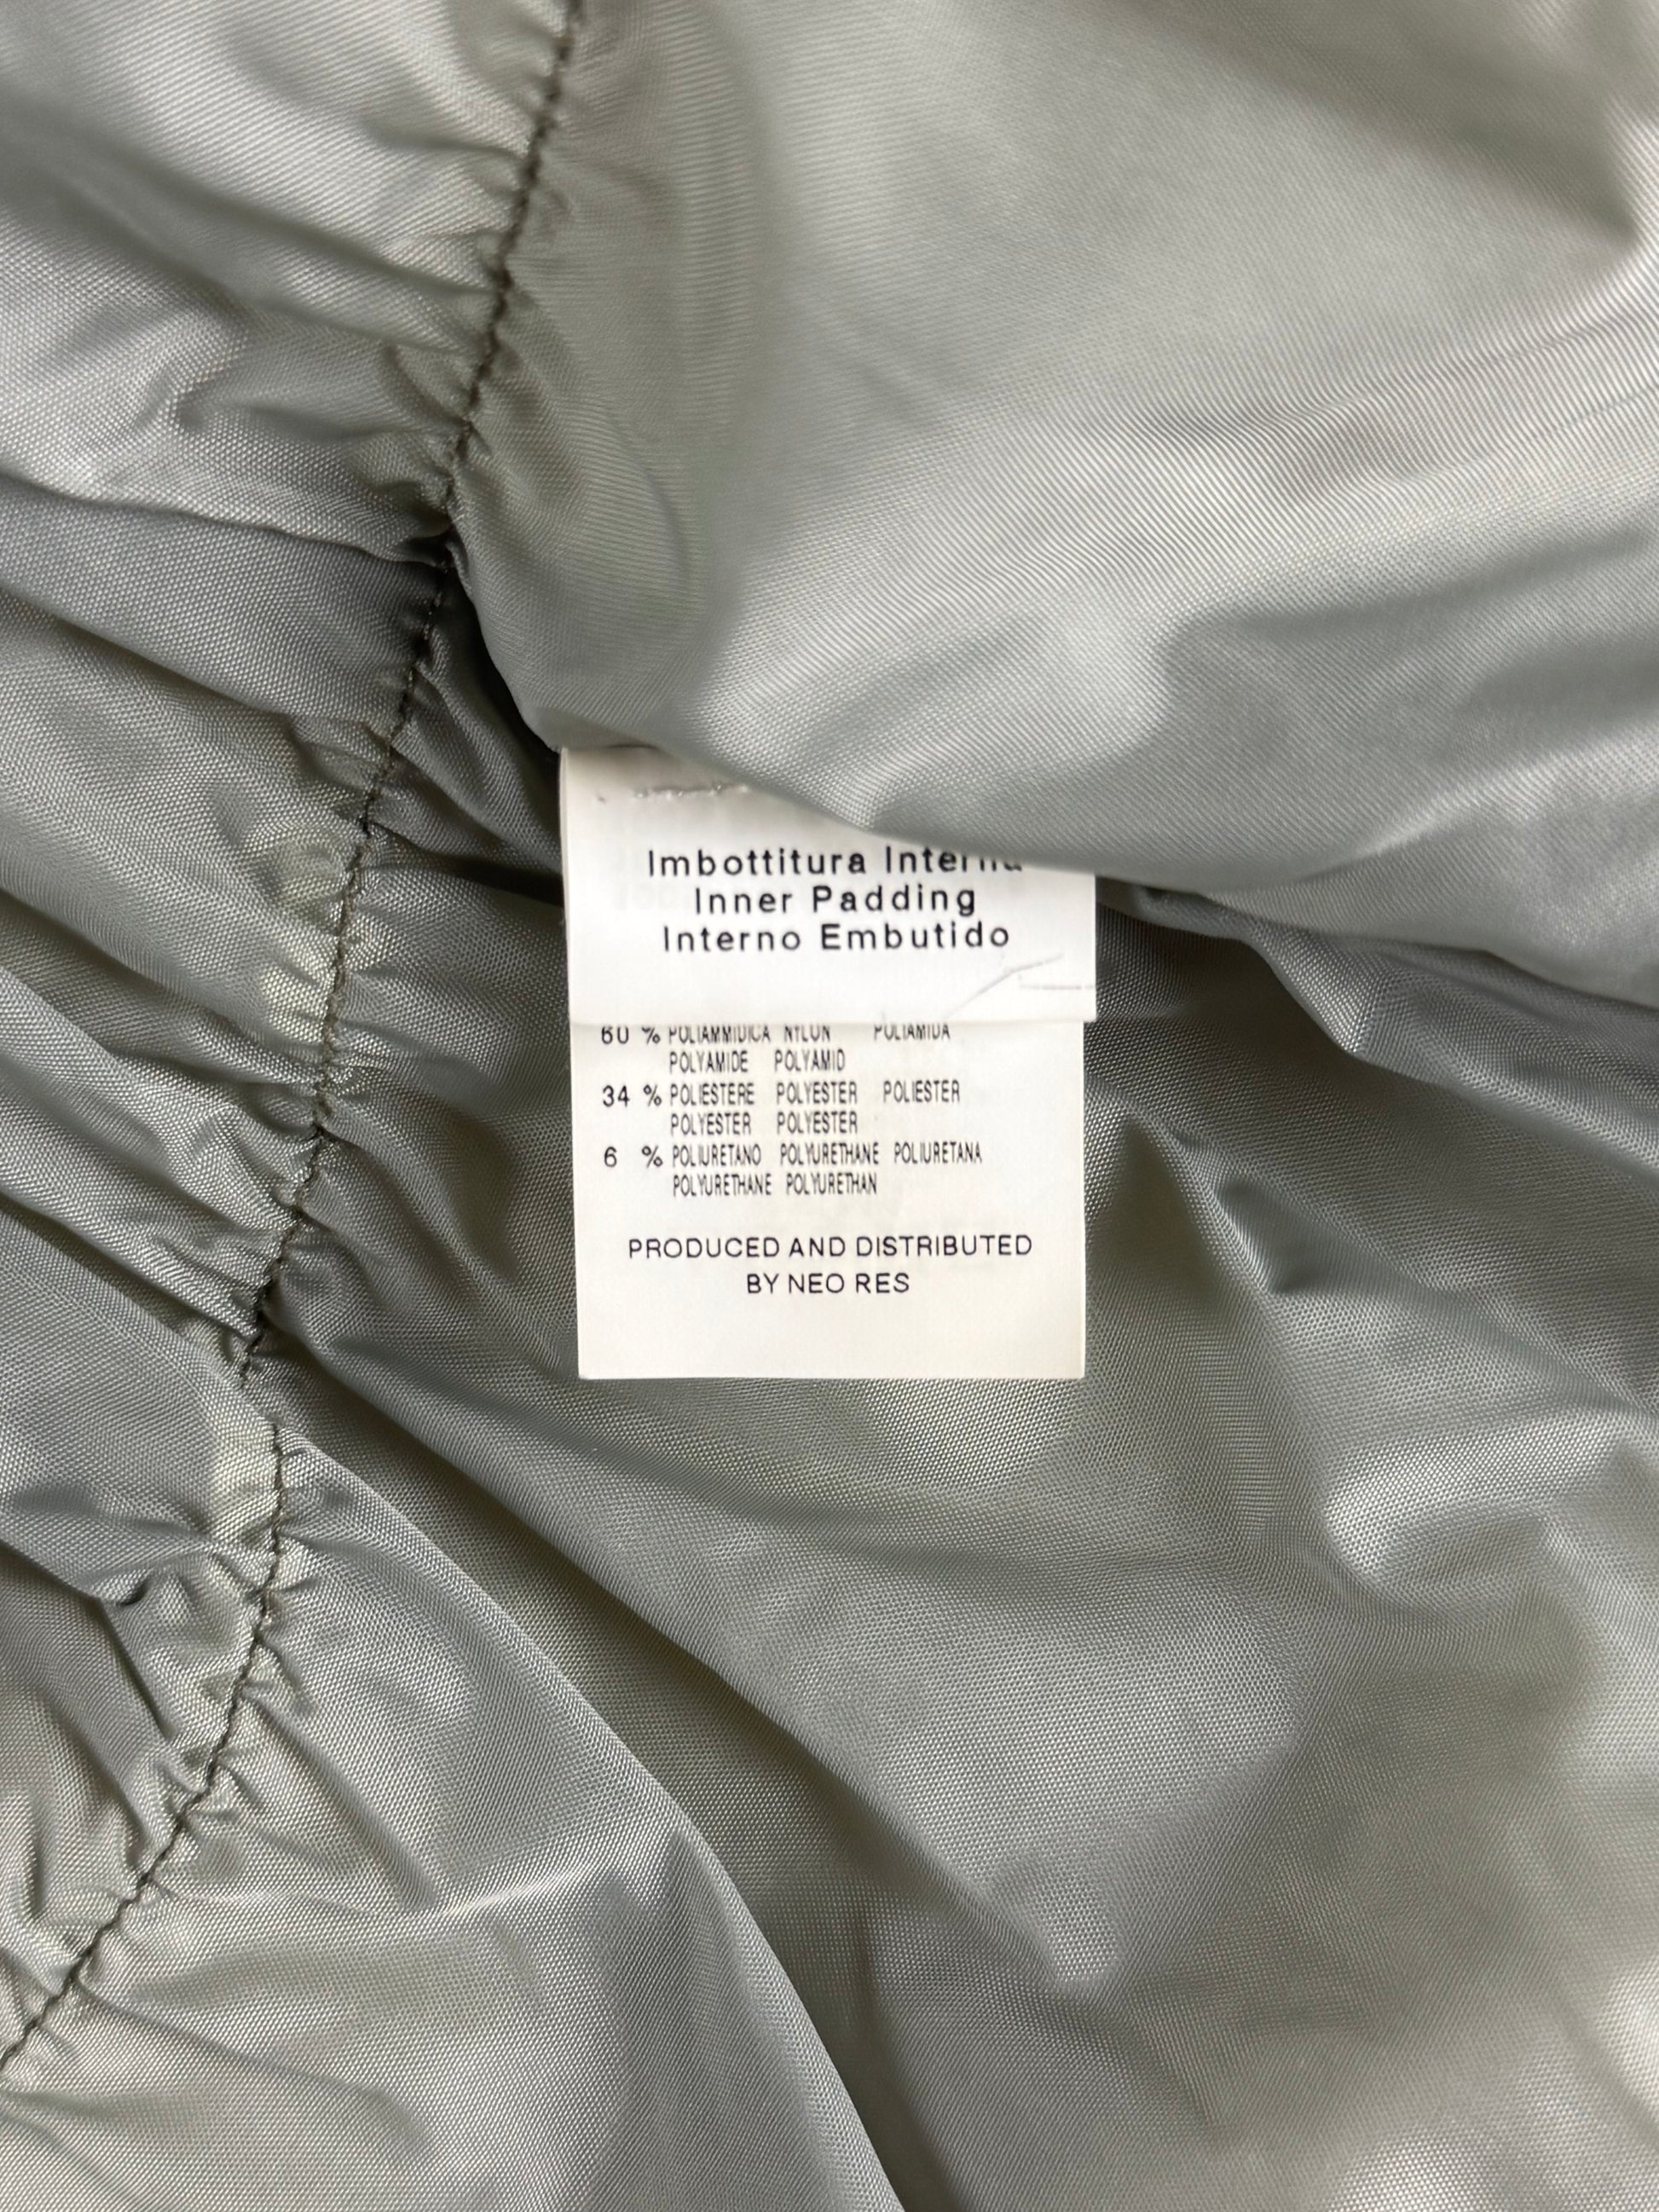 Imbottitura Interna
Inner Padding
Interno Embutido
60 % POLIAMMIDICA NYLON POLIAMIDA
POLYAMIDE POLYAMID
34 % POLIESTERE POLYESTER POLIESTER
POLYESTER POLYESTER
6 % POLIURETANO POLYURETHANE POLIURETANA
POLYURETHANE POLYURETHAN
PRODUCED AND DISTRIBUTED
BY NEO RES